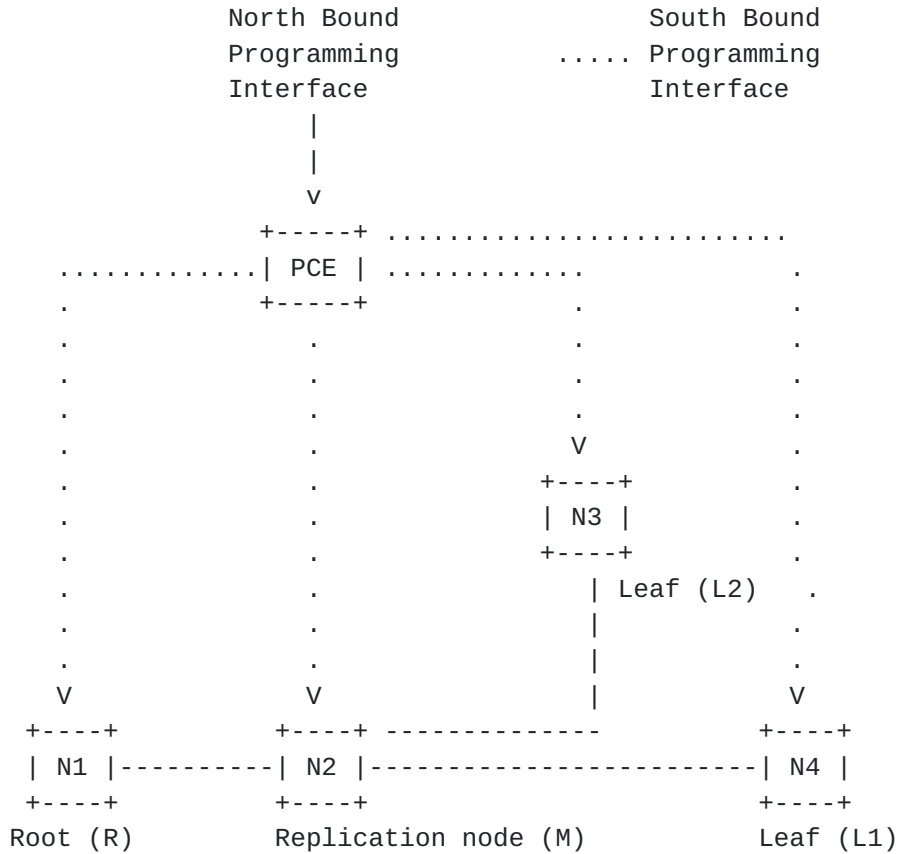 North Bound South Bound
Programming ..... Programming
Interface Interface
PCE
N3
Leaf (L2)
N1 N2 N4
Root (R) Replication node (M) Leaf (L1)